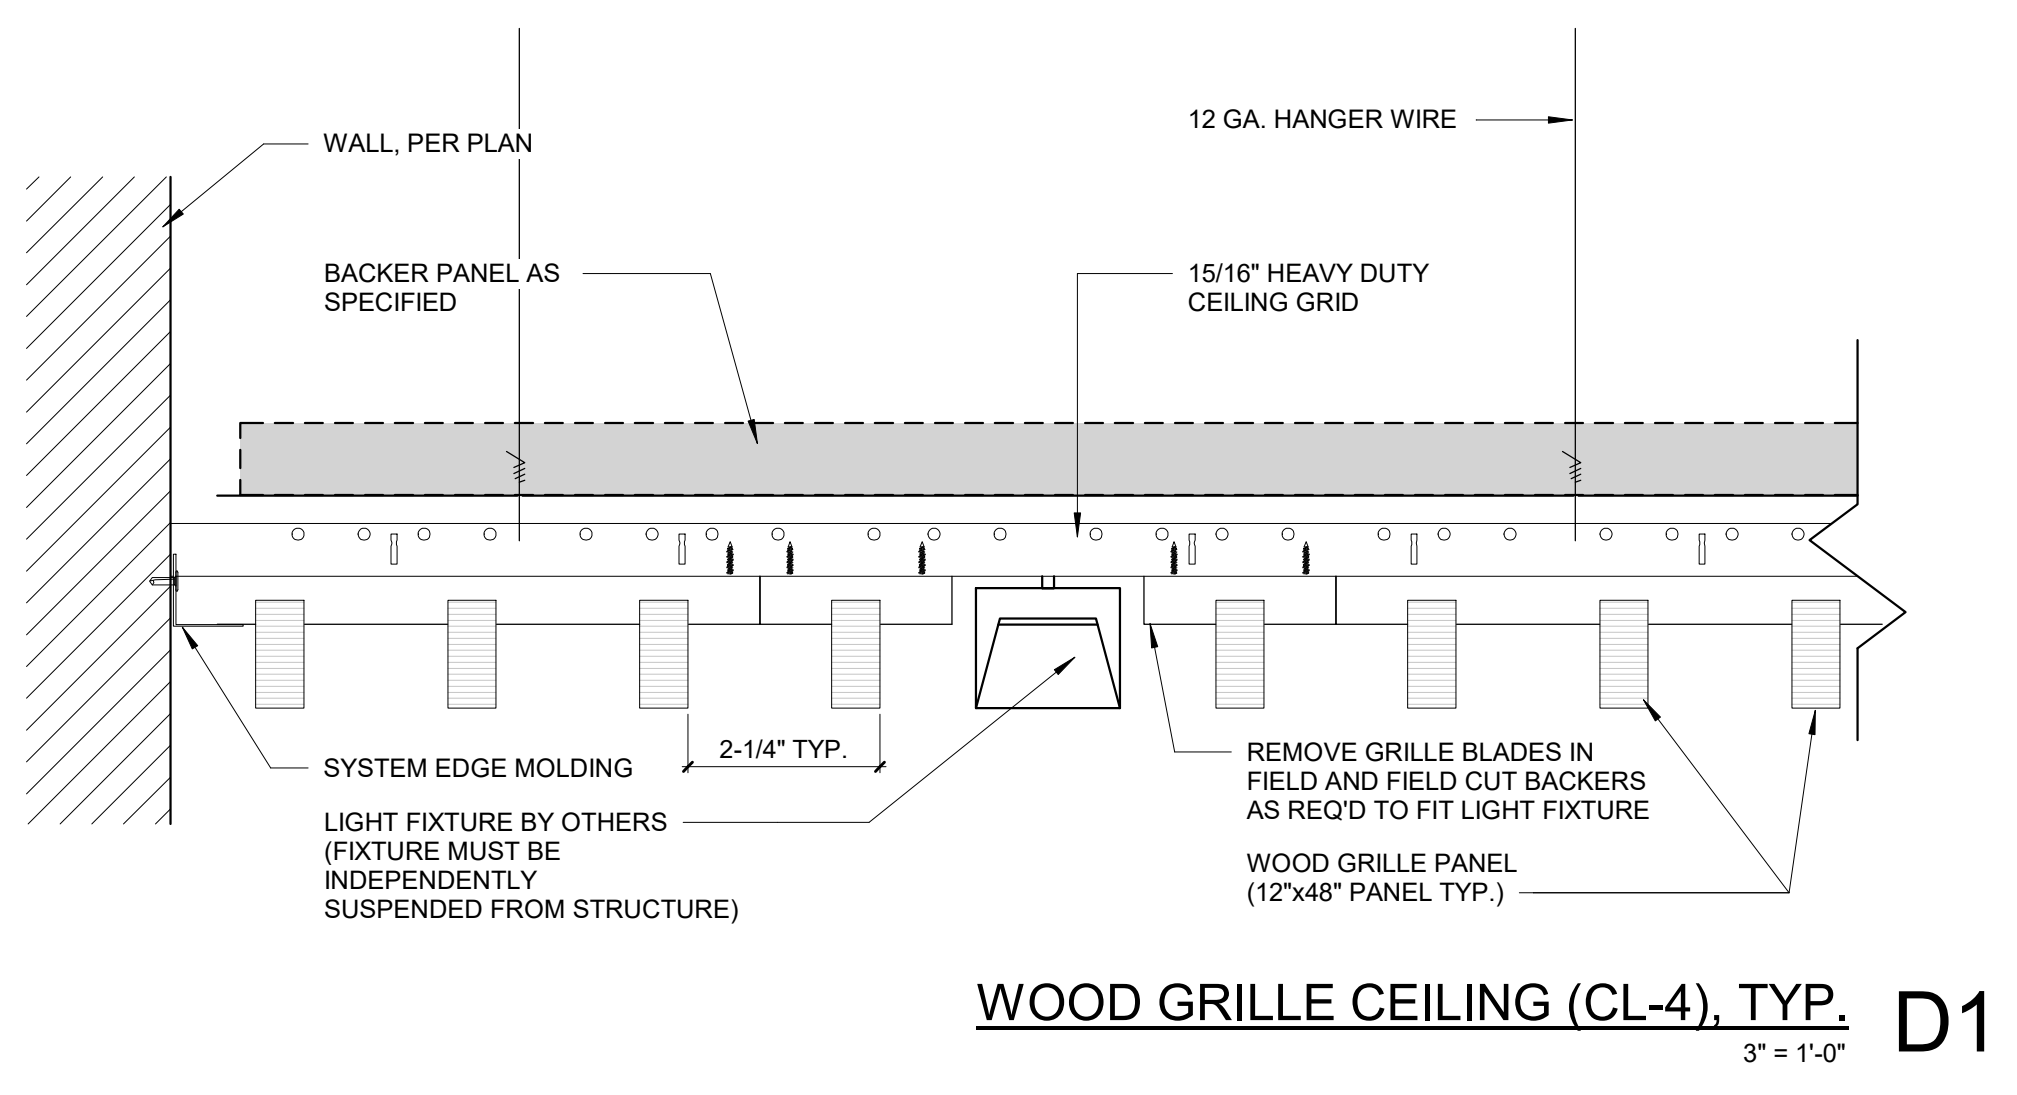 WALL, PER PLAN
12 GA. HANGER WIRE
BACKER PANEL AS
SPECIFIED
15/16" HEAVY DUTY
CEILING GRID
2-1/4" TYP.
SYSTEM EDGE MOLDING
LIGHT FIXTURE BY OTHERS
(FIXTURE MUST BE
INDEPENDENTLY
SUSPENDED FROM STRUCTURE)
REMOVE GRILLE BLADES IN
FIELD AND FIELD CUT BACKERS
AS REQ'D TO FIT LIGHT FIXTURE
WOOD GRILLE PANEL
(12"x48" PANEL TYP.)
WOOD GRILLE CEILING (CL-4), TYP.
D1
3" = 1'-0"